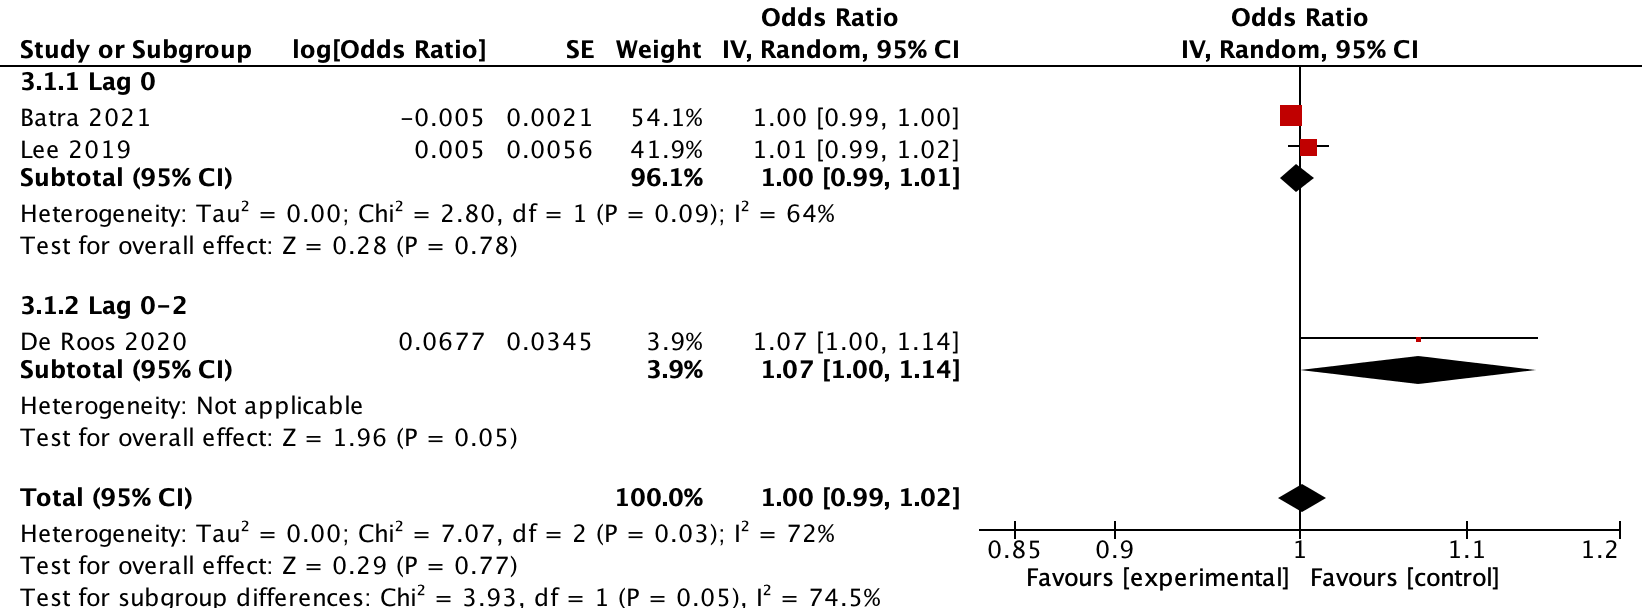 Odds Ratio Odds Ratio
Study or Subgroup log[Odds Ratio] SE Weight IV, Random, 95% CI IV, Random, 95% CI
3.1.1 Lag 0
Batra 2021 −0.005 0.0021 54.1% 1.00 [0.99, 1.00]
Lee 2019 0.005 0.0056 41.9% 1.01 [0.99, 1.02]
Subtotal (95% CI) 96.1% 1.00 [0.99, 1.01]
Heterogeneity: Tau² = 0.00; Chi² = 2.80, df = 1 (P = 0.09); I² = 64%
Test for overall effect: Z = 0.28 (P = 0.78)
3.1.2 Lag 0−2
De Roos 2020 0.0677 0.0345 3.9% 1.07 [1.00, 1.14]
Subtotal (95% CI) 3.9% 1.07 [1.00, 1.14]
Heterogeneity: Not applicable
Test for overall effect: Z = 1.96 (P = 0.05)
Total (95% CI) 100.0% 1.00 [0.99, 1.02]
Heterogeneity: Tau² = 0.00; Chi² = 7.07, df = 2 (P = 0.03); I² = 72%
Test for overall effect: Z = 0.29 (P = 0.77)
Test for subgroup differences: Chi² = 3.93, df = 1 (P = 0.05), I² = 74.5%
0.85 0.9 1 1.1 1.2
Favours [experimental] Favours [control]